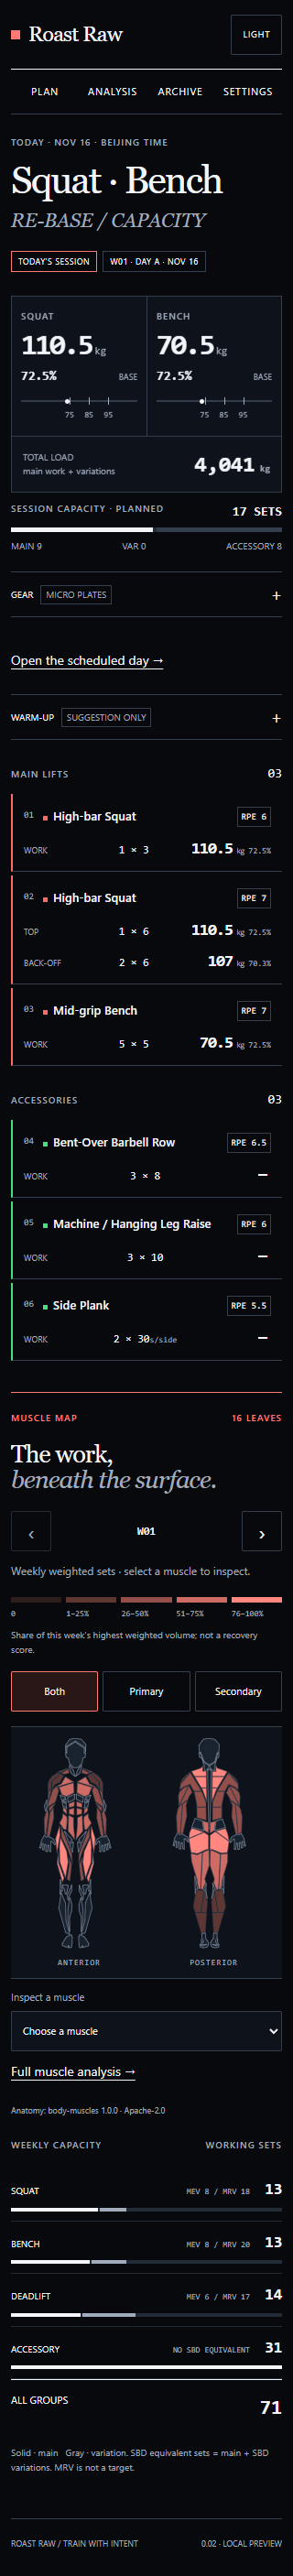 Roast Raw
LIGHT
PLAN ANALYSIS ARCHIVE SETTINGS
TODAY · NOV 16 · BEIJING TIME
Squat · Bench
RE-BASE / CAPACITY
TODAY'S SESSION W01 · DAY A · NOV 16
SQUAT BENCH
110.5 kg 70.5 kg
72.5% BASE 72.5% BASE
75 85 95 75 85 95
TOTAL LOAD
main work + variations
4,041 kg
SESSION CAPACITY · PLANNED 17 SETS
MAIN 9 VAR 0 ACCESSORY 8
GEAR MICRO PLATES +
Open the scheduled day →
WARM-UP SUGGESTION ONLY +
MAIN LIFTS 03
01 High-bar Squat RPE 6
WORK 1 × 3 110.5 kg 72.5%
02 High-bar Squat RPE 7
TOP 1 × 6 110.5 kg 72.5%
BACK-OFF 2 × 6 107 kg 70.3%
03 Mid-grip Bench RPE 7
WORK 5 × 5 70.5 kg 72.5%
ACCESSORIES 03
04 Bent-Over Barbell Row RPE 6.5
WORK 3 × 8 —
05 Machine / Hanging Leg Raise RPE 6
WORK 3 × 10 —
06 Side Plank RPE 5.5
WORK 2 × 30s/side —
MUSCLE MAP 16 LEAVES
The work,
beneath the surface.
‹ W01 ›
Weekly weighted sets · select a muscle to inspect.
0 1–25% 26–50% 51–75% 76–100%
Share of this week's highest weighted volume; not a recovery
score.
Both Primary Secondary
ANTERIOR POSTERIOR
Inspect a muscle
Choose a muscle
Full muscle analysis →
Anatomy: body-muscles 1.0.0 · Apache-2.0
WEEKLY CAPACITY WORKING SETS
SQUAT MEV 8 / MRV 18 13
BENCH MEV 8 / MRV 20 13
DEADLIFT MEV 6 / MRV 17 14
ACCESSORY NO SBD EQUIVALENT 31
ALL GROUPS 71
Solid · main Gray · variation. SBD equivalent sets = main + SBD
variations. MRV is not a target.
ROAST RAW / TRAIN WITH INTENT 0.02 · LOCAL PREVIEW